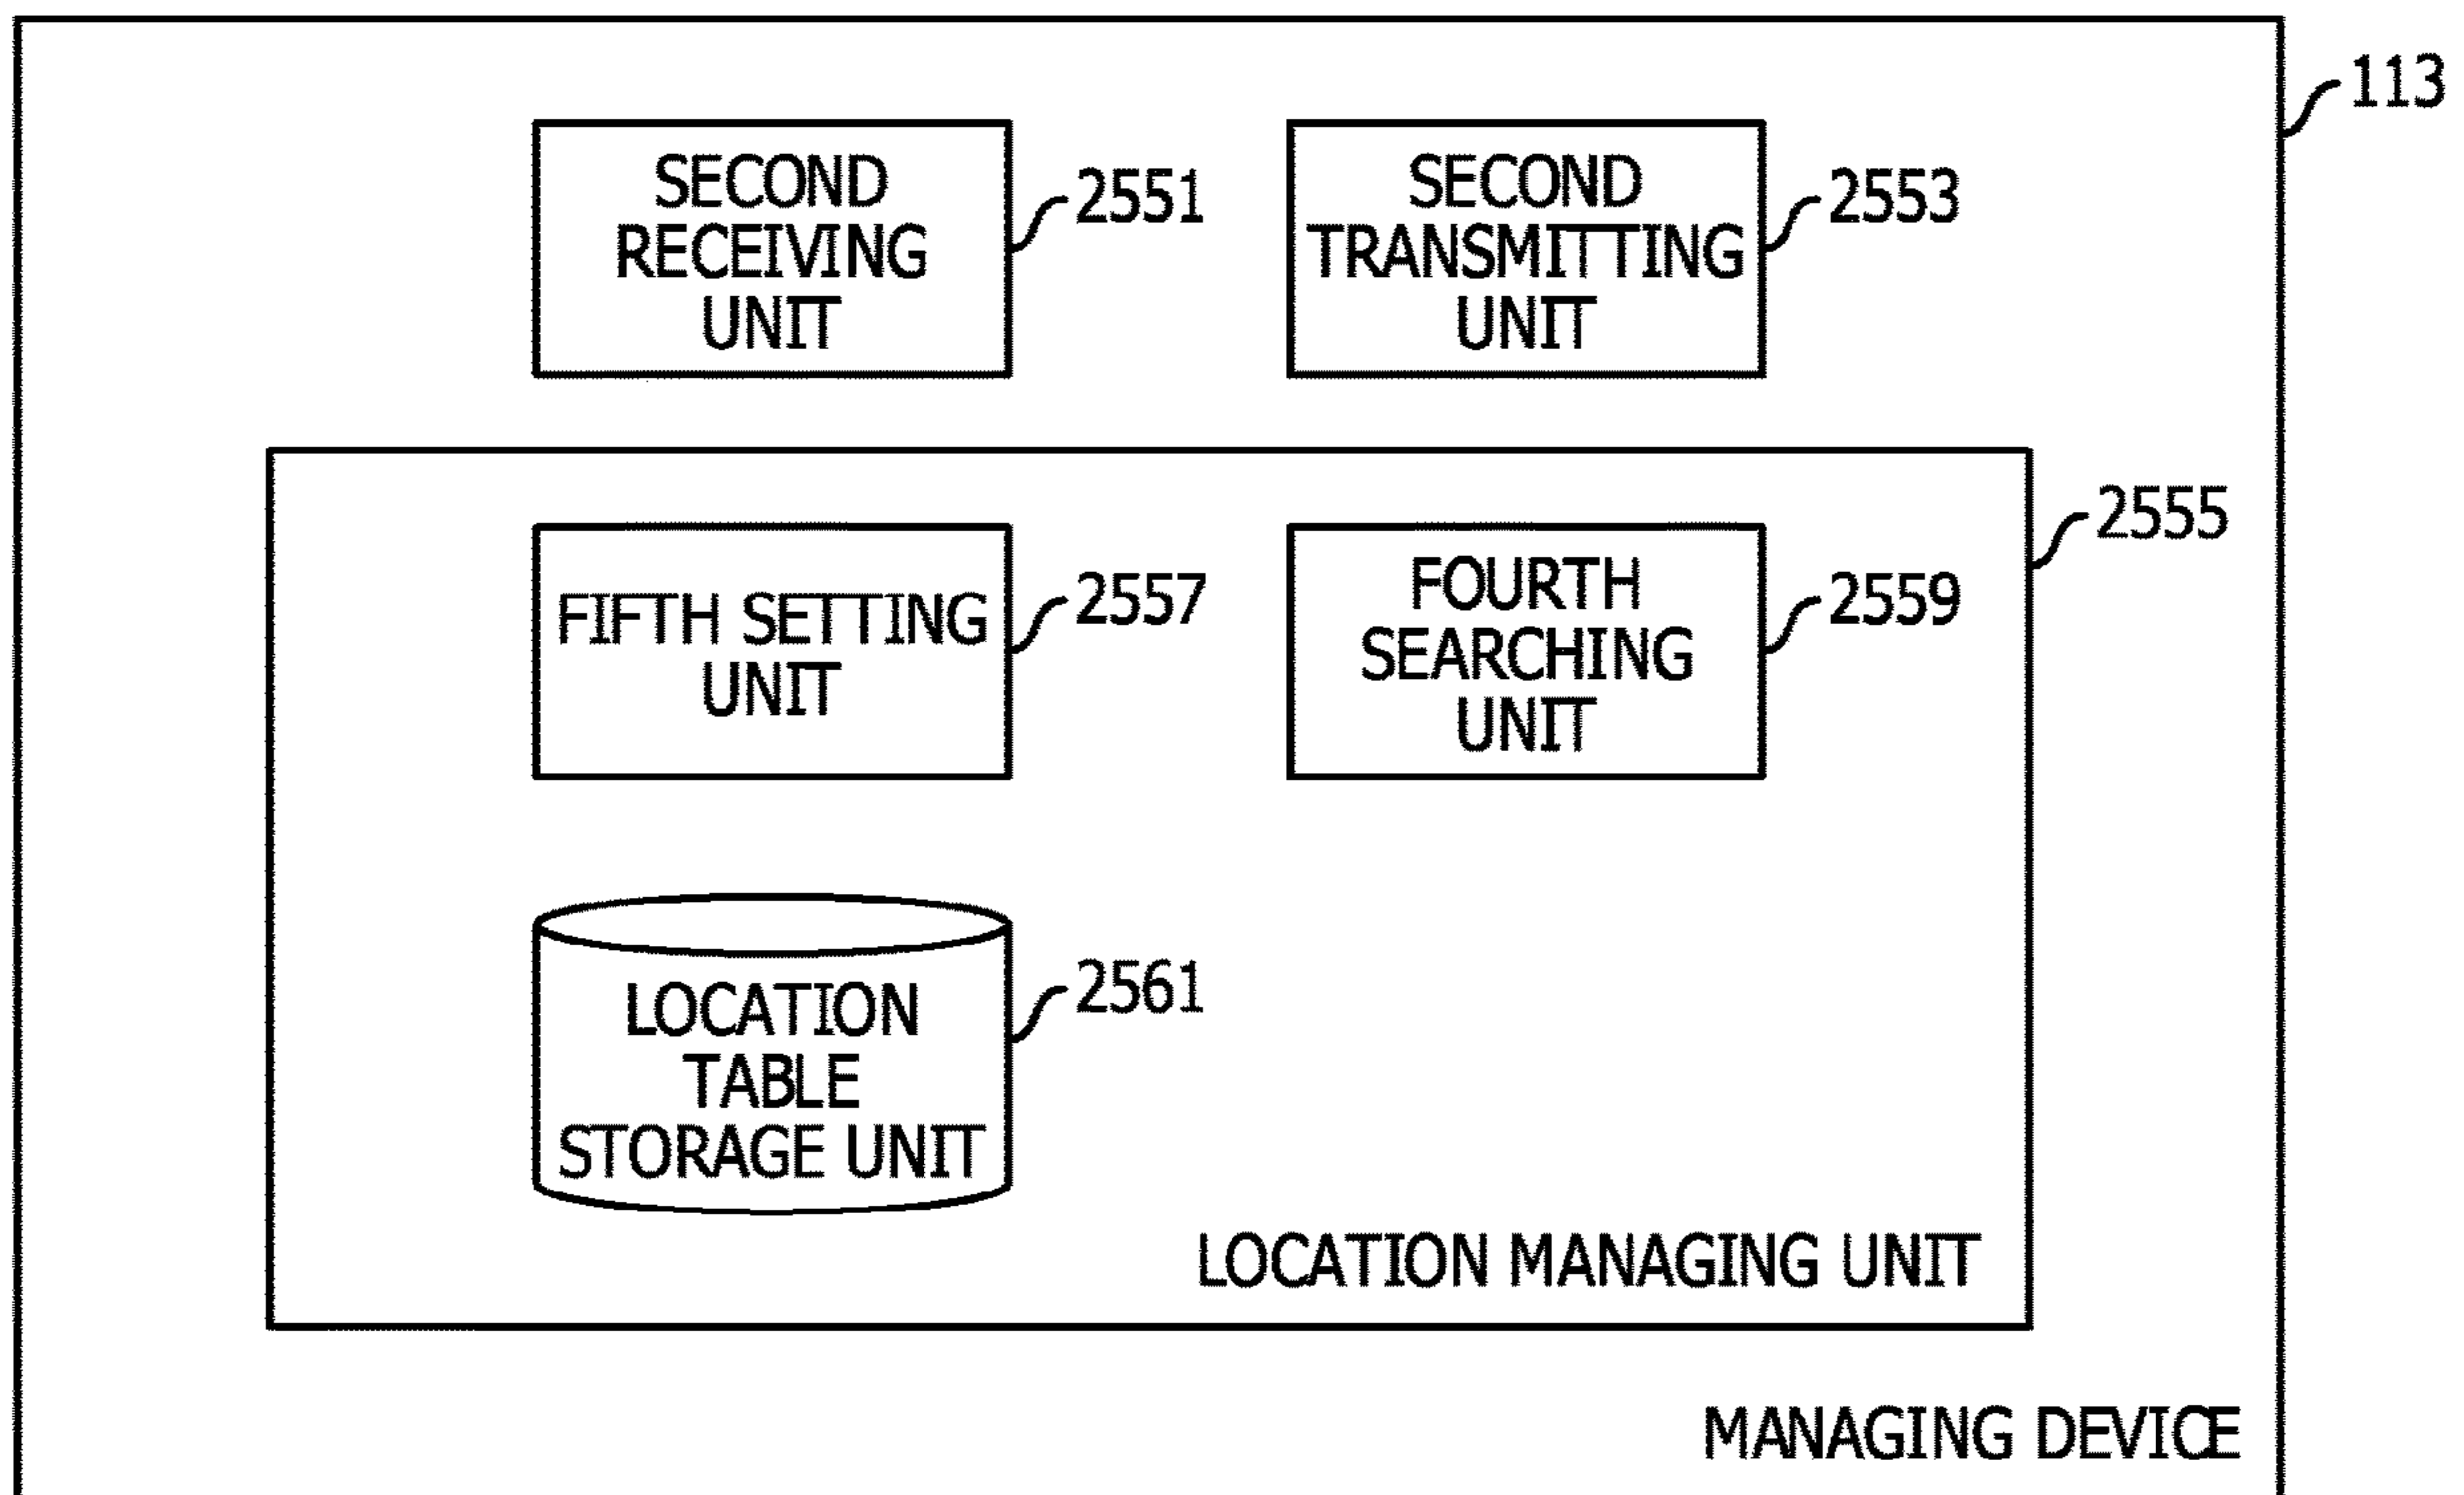 113
SECOND
RECEIVING
UNIT
2551
SECOND
TRANSMITTING
UNIT
2553
2555
FIFTH SETTING
UNIT
2557
FOURTH
SEARCHING
UNIT
2559
LOCATION
TABLE
STORAGE UNIT
2561
LOCATION MANAGING UNIT
MANAGING DEVICE